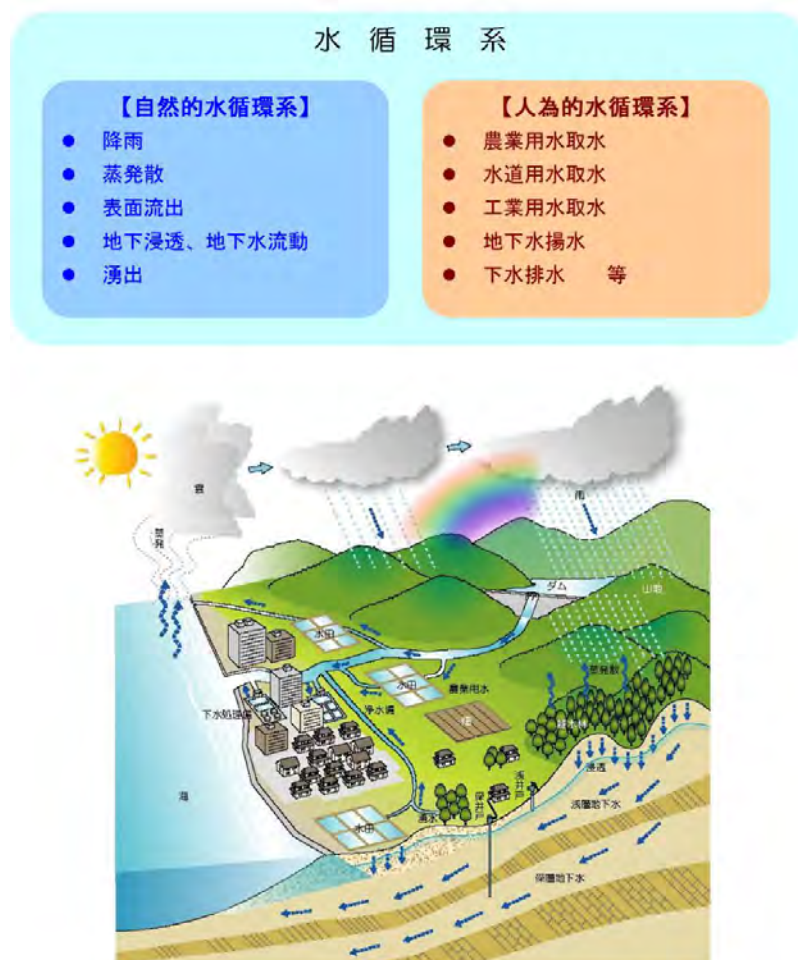 水循環系
【自然的水循環系】
● 降雨
● 蒸発散
● 表面流出
● 地下浸透、地下水流動
● 湧出
【人為的水循環系】
● 農業用水取水
● 水道用水取水
● 工業用水取水
● 地下水揚水
● 下水排水　等
雲
雨
蒸発
ダム
山地
水田
蒸発散
水田
農業用水
畑
下水処理場
浄水場
浸透
海
浅井戸
深井戸
浅層地下水
湧水
水田
深層地下水